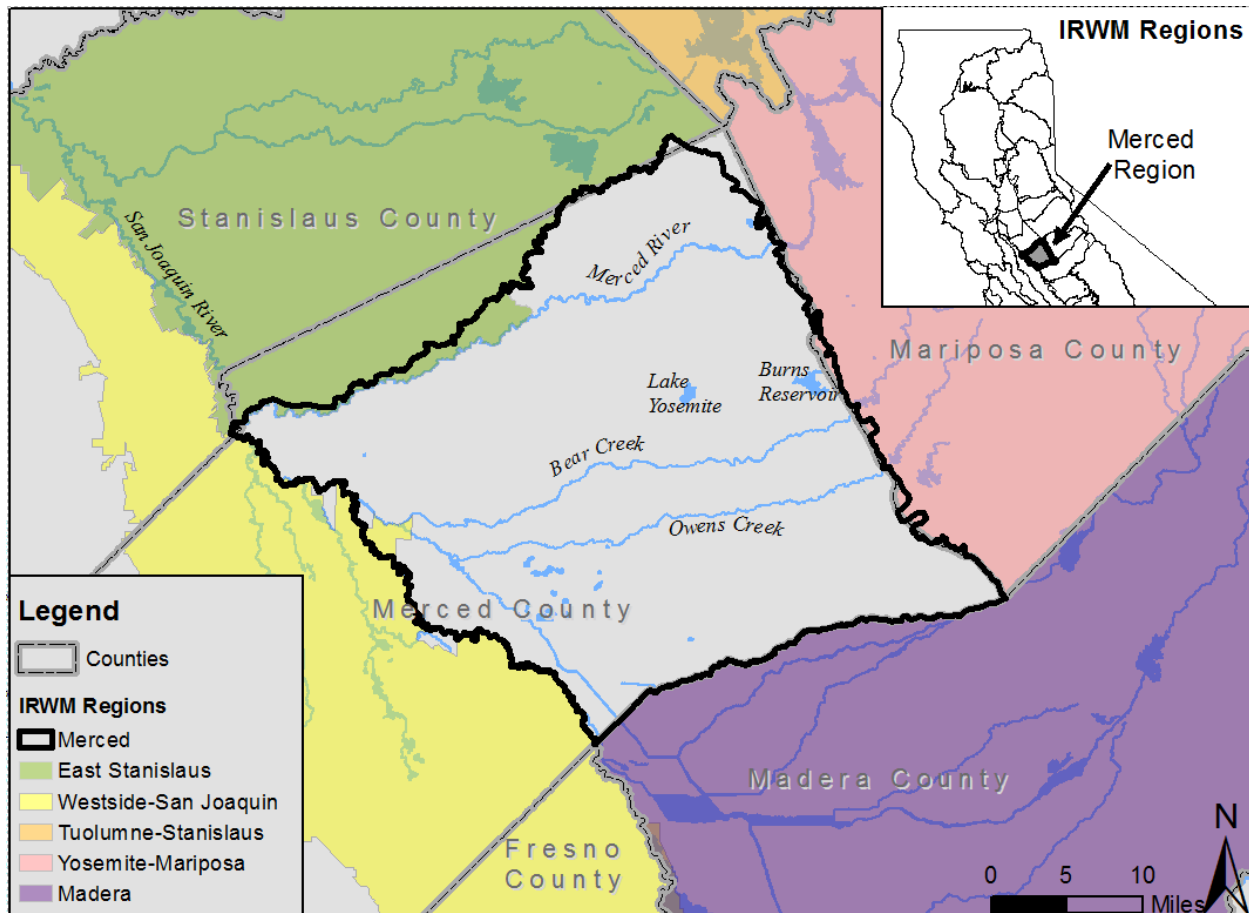 IRWM Regions
Merced
Region
Stanislaus County
San Joaquin River
Merced River
Mariposa County
Lake
Yosemite
Burns
Reservoir
Bear Creek
Owens Creek
Merced County
Madera County
Fresno
County
Legend
Counties
IRWM Regions
Merced
East Stanislaus
Westside-San Joaquin
Tuolumne-Stanislaus
Yosemite-Mariposa
Madera
N
0 5 10
Miles